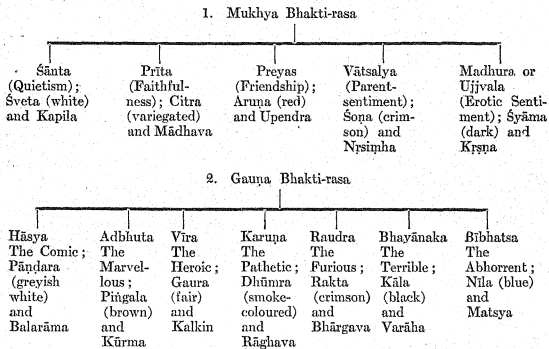 1. Mukhya Bhakti-rasa
Śānta
(Quietism);
Śveta (white)
and Kapila
Prīta
(Faithful-
ness); Citra
(variegated)
and Mādhava
Preyas
(Friendship);
Aruṇa (red)
and Upendra
Vātsalya
(Parent-
sentiment);
Śoṇa (crim-
son) and
Nṛsiṃha
Madhura or
Ujjvala
(Erotic Senti-
ment); Śyāma
(dark) and
Kṛṣṇa
2. Gauṇa Bhakti-rasa
Hāsya
The Comic;
Pāṇḍara
(greyish
white)
and
Balarāma
Adbhuta
The
Marvel-
lous;
Piṅgala
(brown)
and
Kūrma
Vīra
The
Heroic;
Gaura
(fair)
and
Kalkin
Karuṇa
The
Pathetic;
Dhūmra
(smoke-
coloured)
and
Rāghava
Raudra
The
Furious;
Rakta
(crimson)
and
Bhārgava
Bhayānaka
The
Terrible;
Kāla
(black)
and
Varāha
Bībhatsa
The
Abhorrent;
Nīla (blue)
and
Matsya